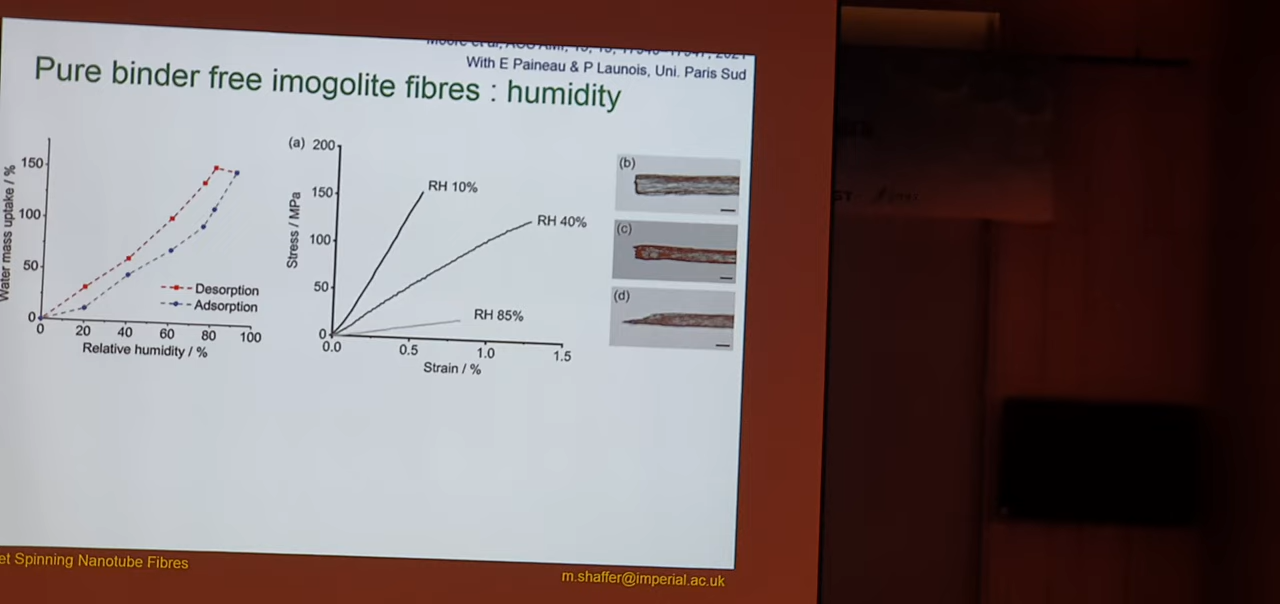 With E Paineau & P Launois, Uni. Paris Sud
Pure binder free imogolite fibres : humidity
Water mass uptake / %
150
100
50
0
0 20 40 60 80 100
Relative humidity / %
Desorption
Adsorption
(a)
Stress / MPa
200
150
100
50
0
0.0 0.5 1.0 1.5
Strain / %
RH 10%
RH 40%
RH 85%
(b)
(c)
(d)
et Spinning Nanotube Fibres
m.shaffer@imperial.ac.uk